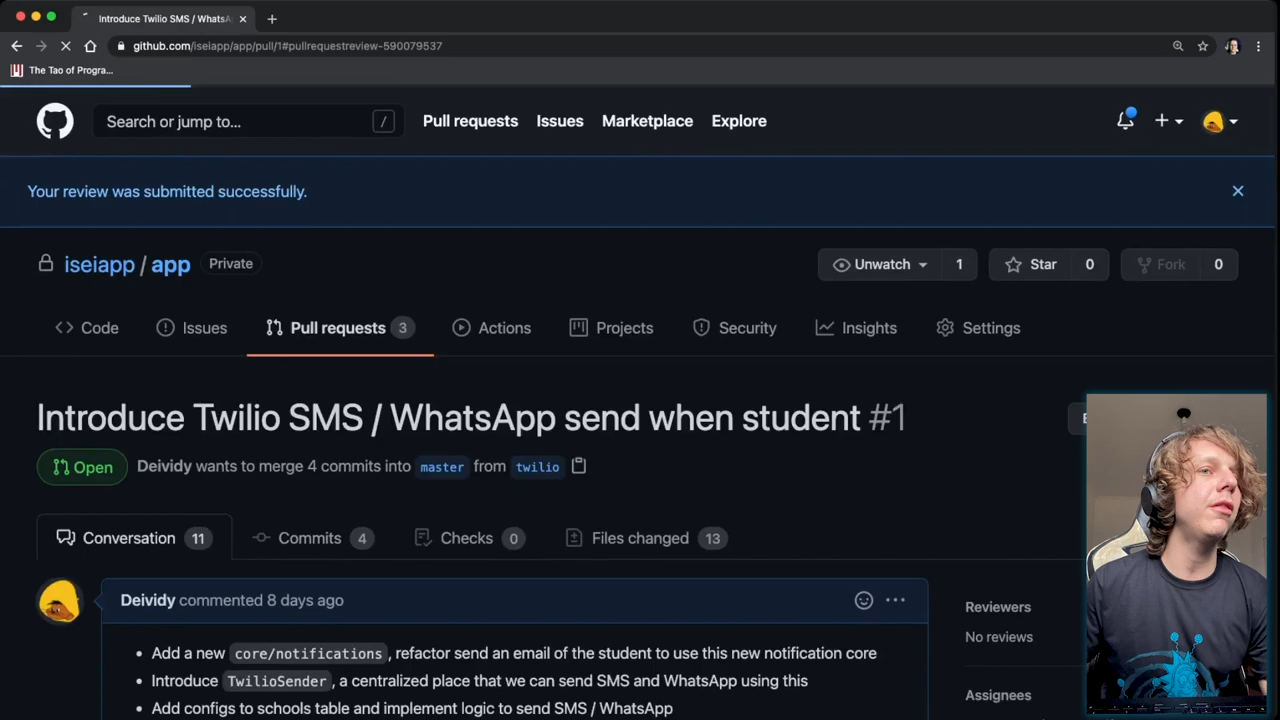 Introduce Twilio SMS / WhatsA
github.com/iseiapp/app/pull/1#pullrequestreview-590079537
The Tao of Progra...
Search or jump to... /
Pull requests Issues Marketplace Explore
Your review was submitted successfully.
iseiapp / app Private
Unwatch 1 Star 0 Fork 0
Code Issues Pull requests 3 Actions Projects Security Insights Settings
Introduce Twilio SMS / WhatsApp send when student #1
Open Deividy wants to merge 4 commits into master from twilio
Conversation 11 Commits 4 Checks 0 Files changed 13
Deividy commented 8 days ago
• Add a new core/notifications, refactor send an email of the student to use this new notification core
• Introduce TwilioSender, a centralized place that we can send SMS and WhatsApp using this
• Add configs to schools table and implement logic to send SMS / WhatsApp
Reviewers
No reviews
Assignees